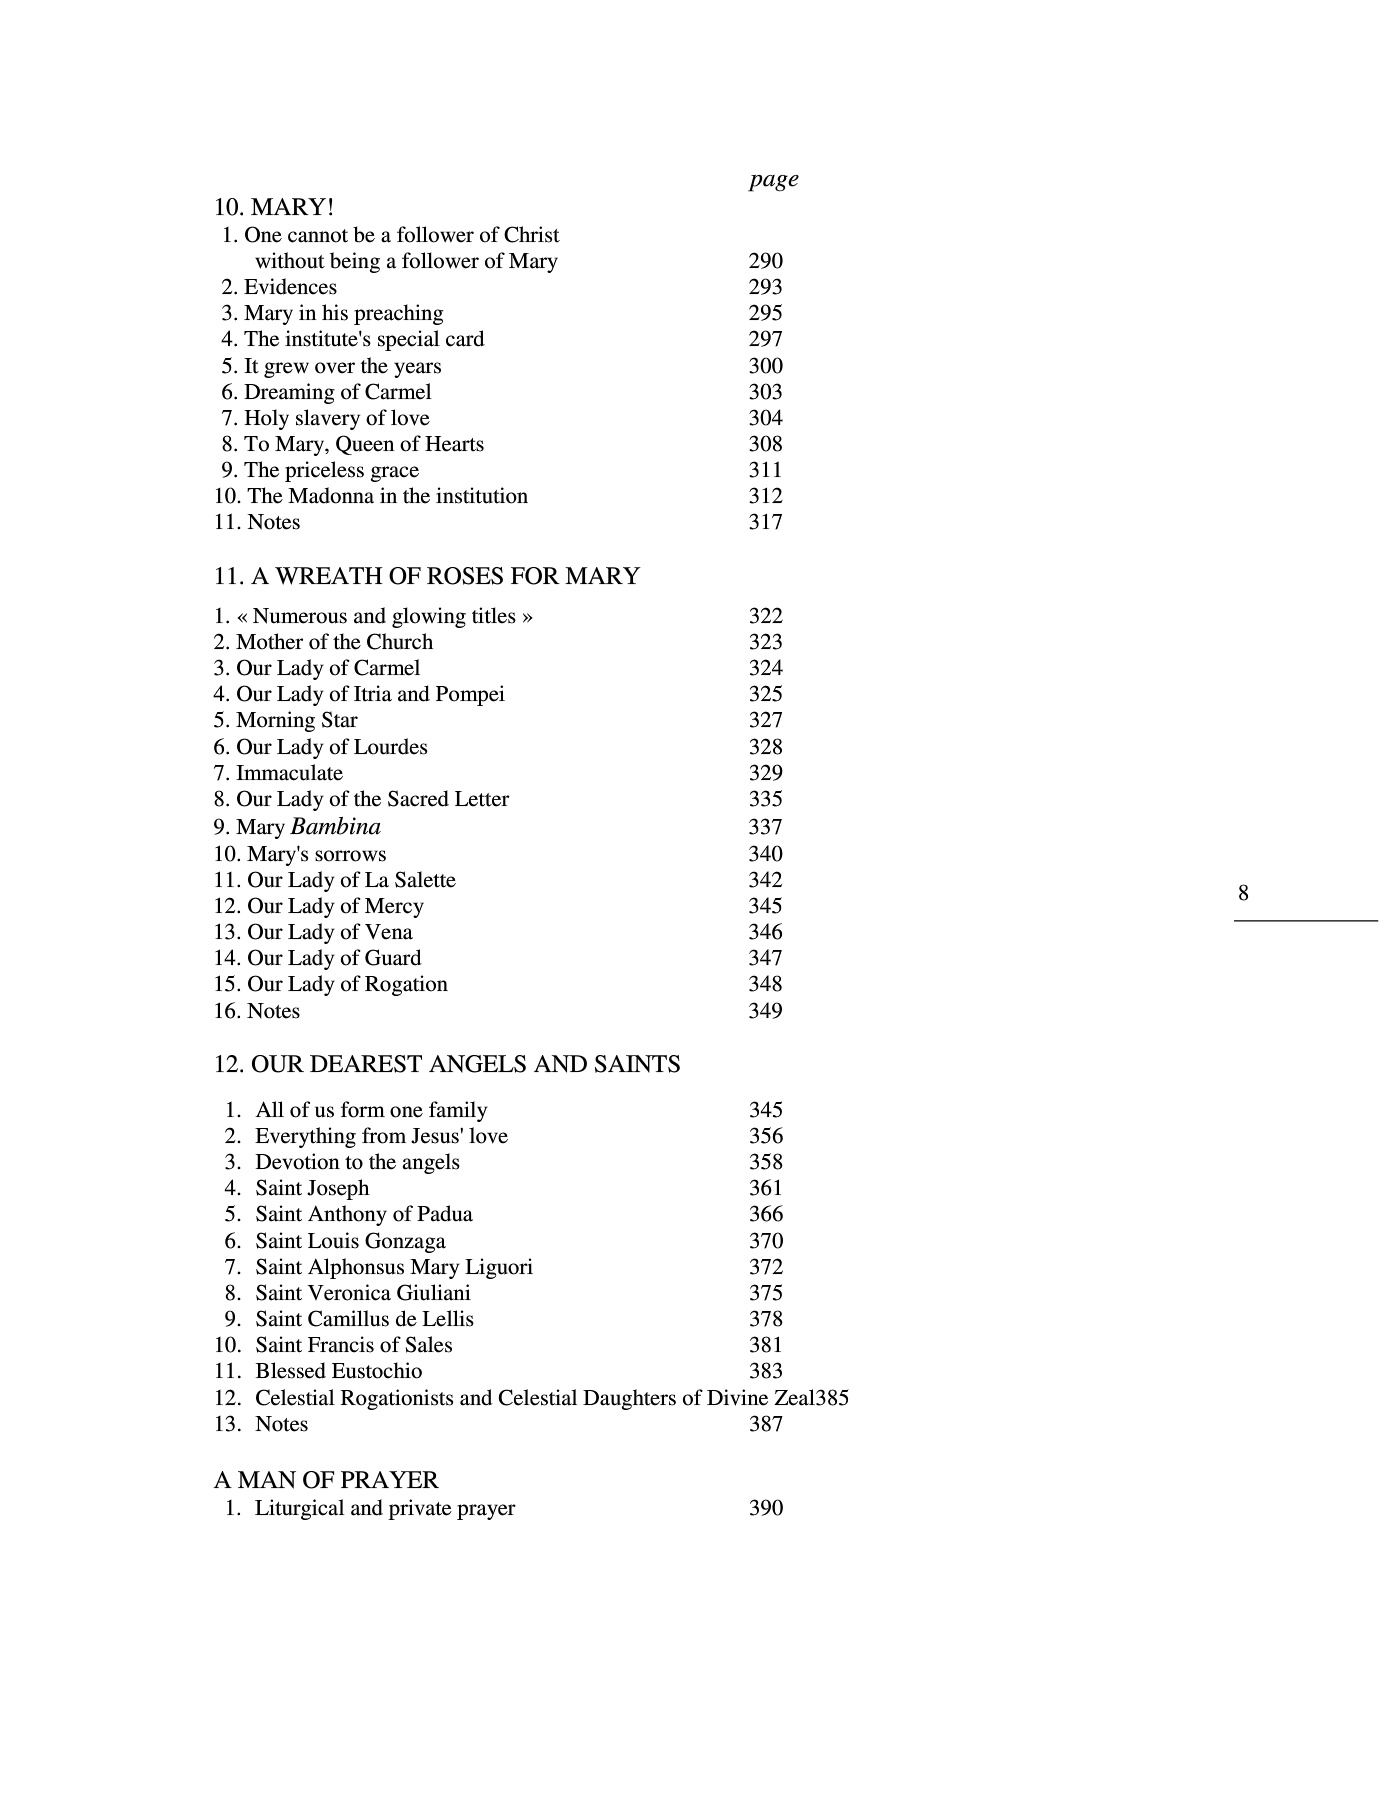 page
10. MARY!
1. One cannot be a follower of Christ
without being a follower of Mary 290
2. Evidences 293
3. Mary in his preaching 295
4. The institute's special card 297
5. It grew over the years 300
6. Dreaming of Carmel 303
7. Holy slavery of love 304
8. To Mary, Queen of Hearts 308
9. The priceless grace 311
10. The Madonna in the institution 312
11. Notes 317
11. A WREATH OF ROSES FOR MARY
1. « Numerous and glowing titles » 322
2. Mother of the Church 323
3. Our Lady of Carmel 324
4. Our Lady of Itria and Pompei 325
5. Morning Star 327
6. Our Lady of Lourdes 328
7. Immaculate 329
8. Our Lady of the Sacred Letter 335
9. Mary Bambina 337
10. Mary's sorrows 340
11. Our Lady of La Salette 342
12. Our Lady of Mercy 345
13. Our Lady of Vena 346
14. Our Lady of Guard 347
15. Our Lady of Rogation 348
16. Notes 349
12. OUR DEAREST ANGELS AND SAINTS
1. All of us form one family 345
2. Everything from Jesus' love 356
3. Devotion to the angels 358
4. Saint Joseph 361
5. Saint Anthony of Padua 366
6. Saint Louis Gonzaga 370
7. Saint Alphonsus Mary Liguori 372
8. Saint Veronica Giuliani 375
9. Saint Camillus de Lellis 378
10. Saint Francis of Sales 381
11. Blessed Eustochio 383
12. Celestial Rogationists and Celestial Daughters of Divine Zeal385
13. Notes 387
A MAN OF PRAYER
1. Liturgical and private prayer 390
8